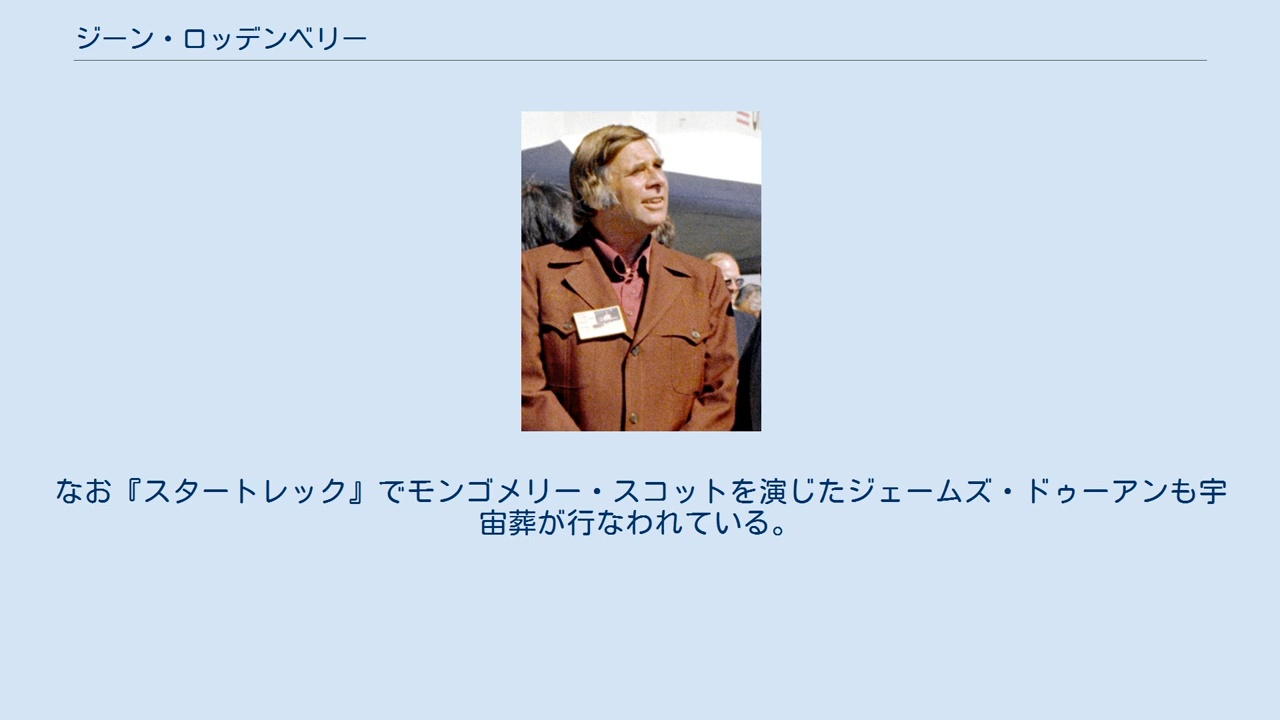 ジーン・ロッデンベリー
なお『スタートレック』でモンゴメリー・スコットを演じたジェームズ・ドゥーアンも宇
宙葬が行なわれている。